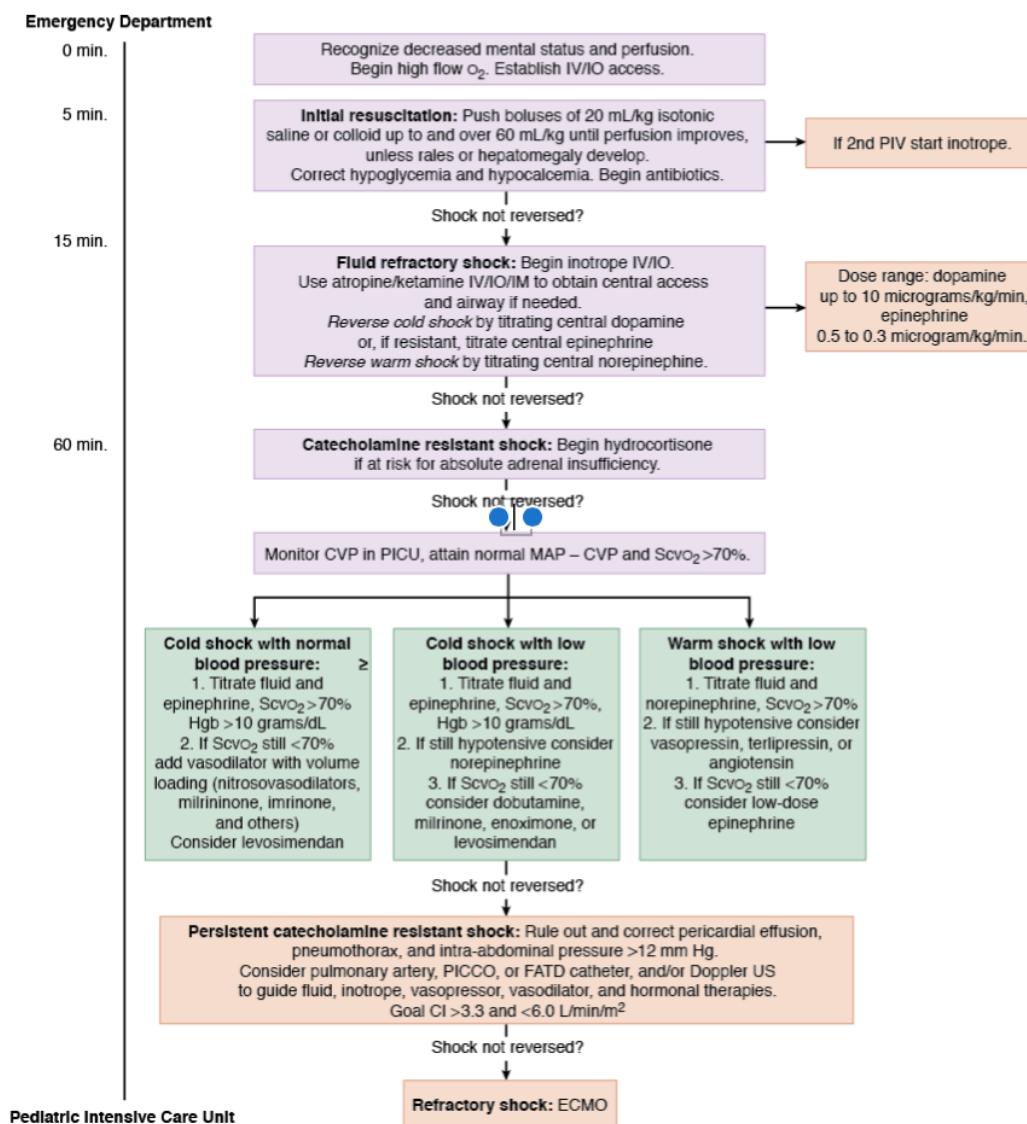 Emergency Department
0 min.
Recognize decreased mental status and perfusion.
Begin high flow O₂. Establish IV/IO access.
5 min.
Initial resuscitation: Push boluses of 20 mL/kg isotonic
saline or colloid up to and over 60 mL/kg until perfusion improves,
unless rales or hepatomegaly develop.
Correct hypoglycemia and hypocalcemia. Begin antibiotics.
If 2nd PIV start inotrope.
Shock not reversed?
15 min.
Fluid refractory shock: Begin inotrope IV/IO.
Use atropine/ketamine IV/IO/IM to obtain central access
and airway if needed.
Reverse cold shock by titrating central dopamine
or, if resistant, titrate central epinephrine
Reverse warm shock by titrating central norepinephine.
Dose range: dopamine
up to 10 micrograms/kg/min,
epinephrine
0.5 to 0.3 microgram/kg/min.
Shock not reversed?
60 min.
Catecholamine resistant shock: Begin hydrocortisone
if at risk for absolute adrenal insufficiency.
Shock not reversed?
Monitor CVP in PICU, attain normal MAP – CVP and ScvO₂ >70%.
Cold shock with normal
blood pressure: ≥
1. Titrate fluid and
epinephrine, ScvO₂ >70%
Hgb >10 grams/dL
2. If ScvO₂ still <70%
add vasodilator with volume
loading (nitrosovasodilators,
milrininone, imrinone,
and others)
Consider levosimendan
Cold shock with low
blood pressure:
1. Titrate fluid and
epinephrine, ScvO₂ >70%,
Hgb >10 grams/dL
2. If still hypotensive consider
norepinephrine
3. If ScvO₂ still <70%
consider dobutamine,
milrinone, enoximone, or
levosimendan
Warm shock with low
blood pressure:
1. Titrate fluid and
norepinephrine, ScvO₂ >70%
2. If still hypotensive consider
vasopressin, terlipressin, or
angiotensin
3. If ScvO₂ still <70%
consider low-dose
epinephrine
Shock not reversed?
Persistent catecholamine resistant shock: Rule out and correct pericardial effusion,
pneumothorax, and intra-abdominal pressure >12 mm Hg.
Consider pulmonary artery, PICCO, or FATD catheter, and/or Doppler US
to guide fluid, inotrope, vasopressor, vasodilator, and hormonal therapies.
Goal CI >3.3 and <6.0 L/min/m²
Shock not reversed?
Refractory shock: ECMO
Pediatric Intensive Care Unit